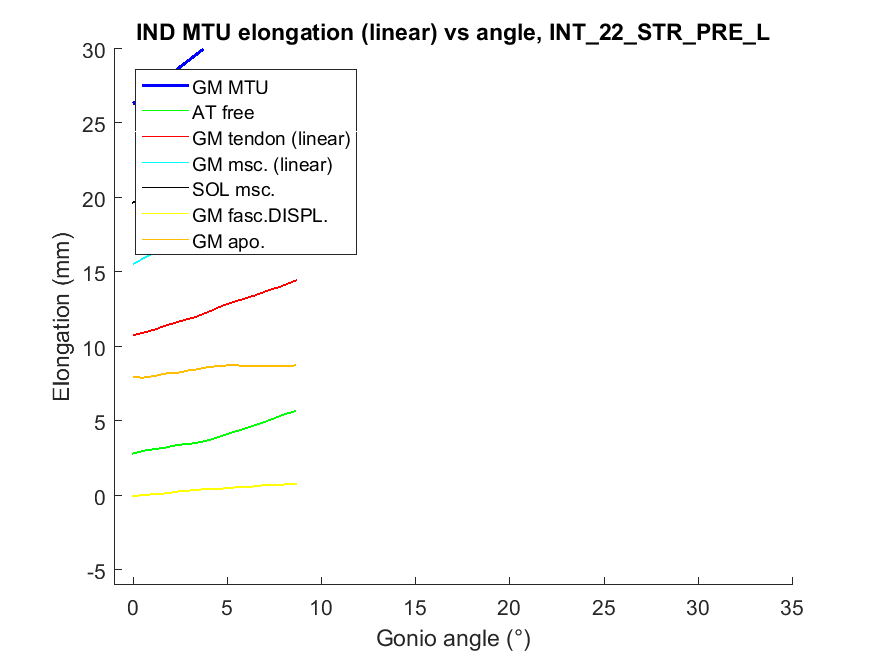 IND MTU elongation (linear) vs angle, INT_22_STR_PRE_L
30
25
20
15
10
5
0
-5
Elongation (mm)
GM MTU
AT free
GM tendon (linear)
GM msc. (linear)
SOL msc.
GM fasc.DISPL.
GM apo.
0 5 10 15 20 25 30 35
Gonio angle (°)